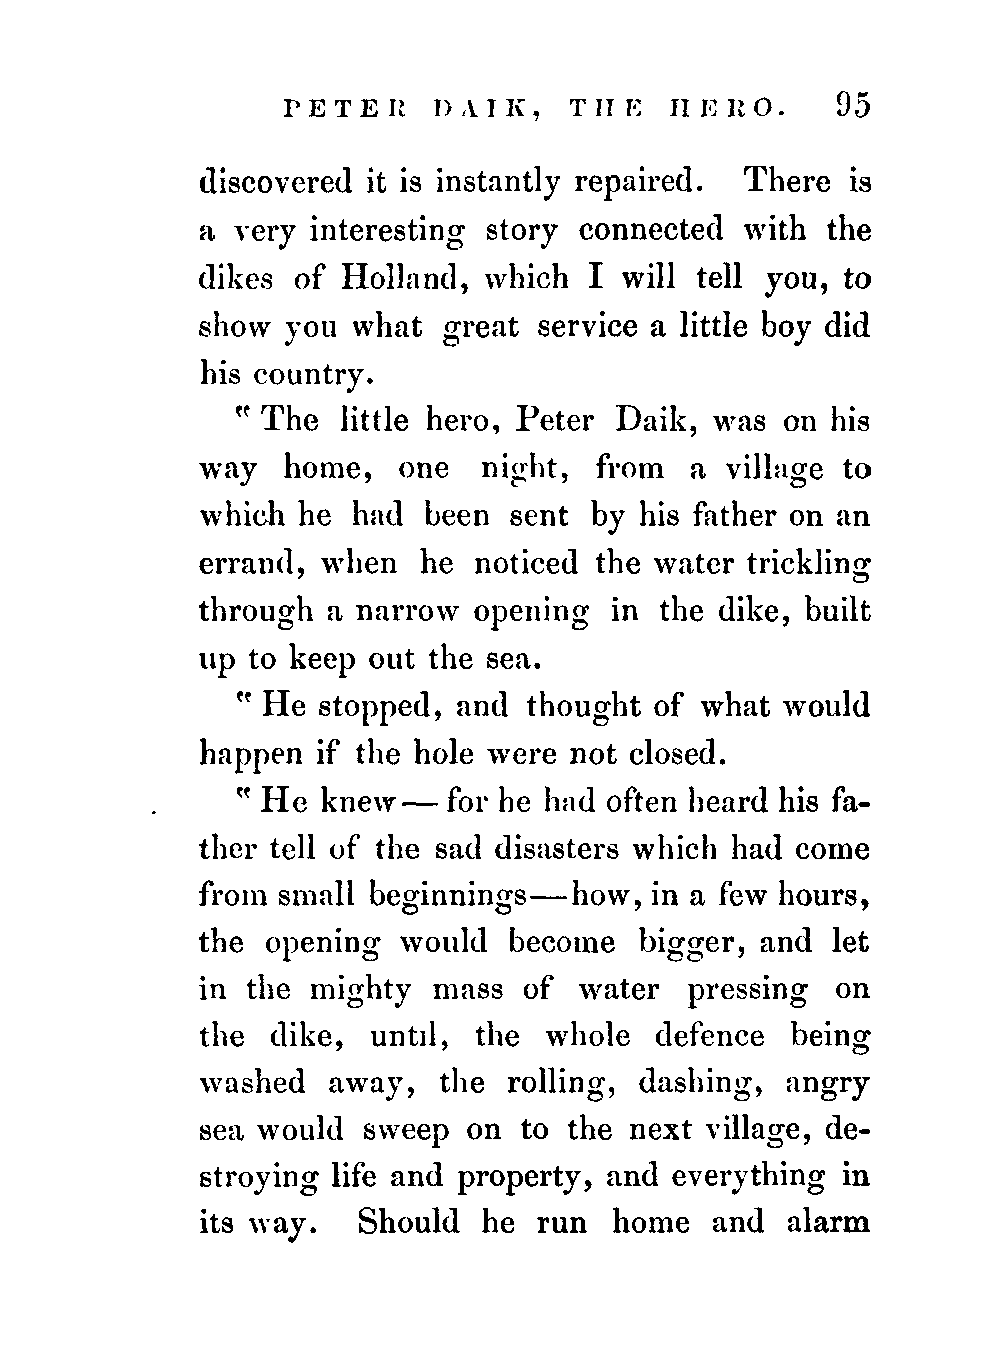 PETER DAIK, THE HERO. 95
discovered it is instantly repaired. There is
a very interesting story connected with the
dikes of Holland, which I will tell you, to
show you what great service a little boy did
his country.
" The little hero, Peter Daik, was on his
way home, one night, from a village to
which he had been sent by his father on an
errand, when he noticed the water trickling
through a narrow opening in the dike, built
up to keep out the sea.
" He stopped, and thought of what would
happen if the hole were not closed.
" He knew — for he had often heard his fa-
ther tell of the sad disasters which had come
from small beginnings—how, in a few hours,
the opening would become bigger, and let
in the mighty mass of water pressing on
the dike, until, the whole defence being
washed away, the rolling, dashing, angry
sea would sweep on to the next village, de-
stroying life and property, and everything in
its way. Should he run home and alarm